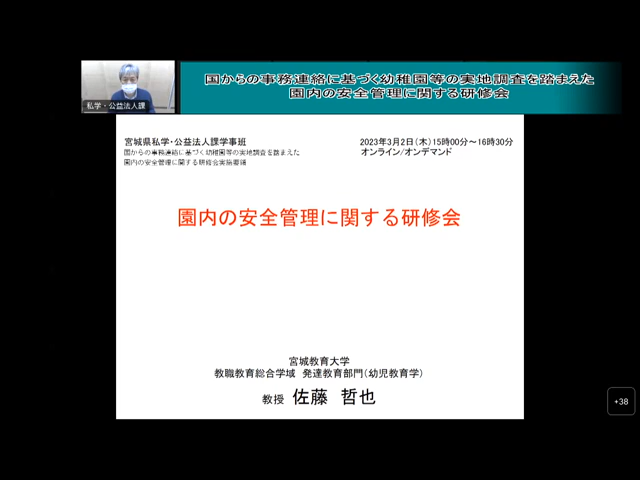 国からの事務連絡に基づく幼稚園等の実地調査を踏まえた
園内の安全管理に関する研修会
私学・公益法人課
宮城県私学・公益法人課学事班
国からの事務連絡に基づく幼稚園等の実地調査を踏まえた
園内の安全管理に関する研修会実施要領
2023年3月2日(木)15時00分～16時30分
オンライン/オンデマンド
園内の安全管理に関する研修会
宮城教育大学
教職教育総合学域 発達教育部門(幼児教育学)
教授 佐藤 哲也
+38